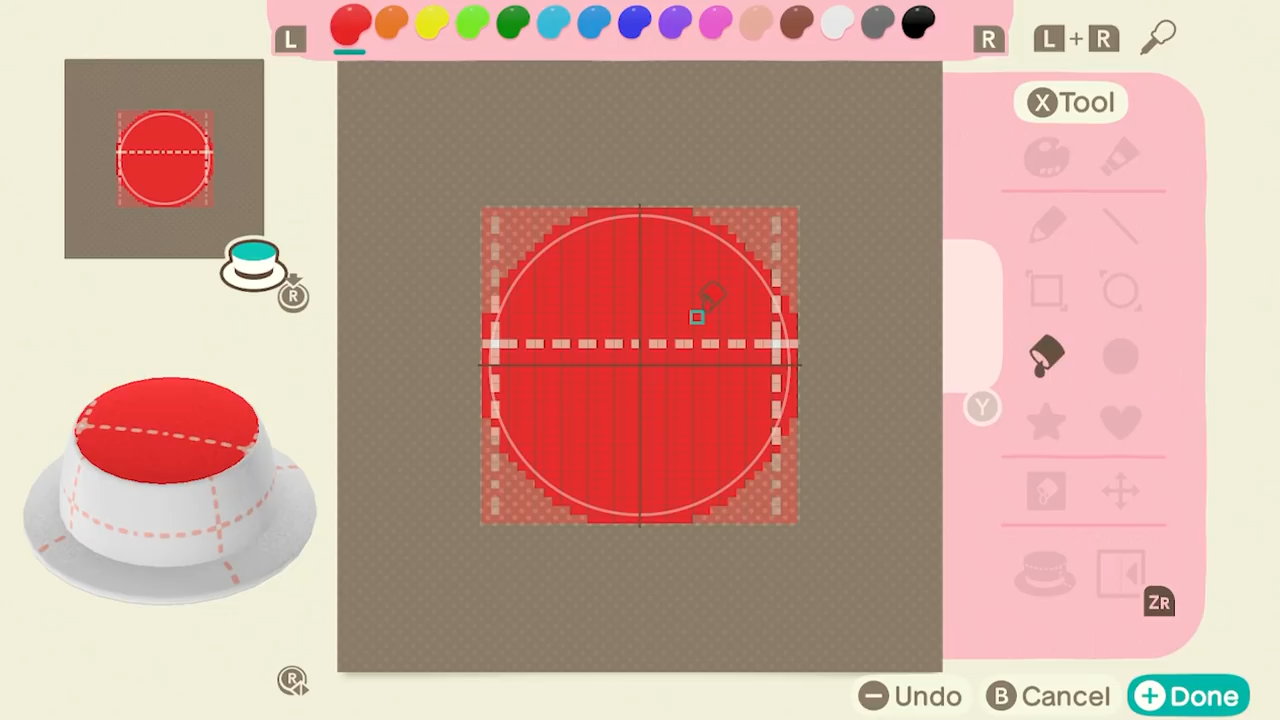 L
R
L + R
X Tool
R
Y
ZR
R
− Undo
B Cancel
+ Done